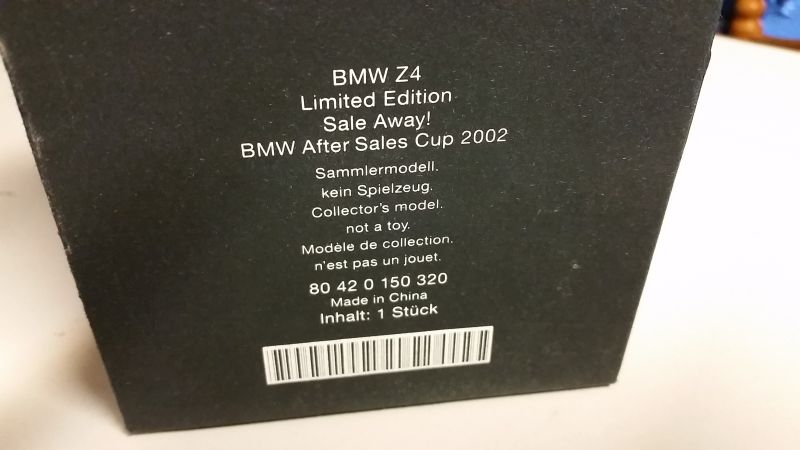 BMW Z4
Limited Edition
Sale Away!
BMW After Sales Cup 2002
Sammlermodell.
kein Spielzeug.
Collector's model.
not a toy.
Modèle de collection.
n'est pas un jouet.
80 42 0 150 320
Made in China
Inhalt: 1 Stück